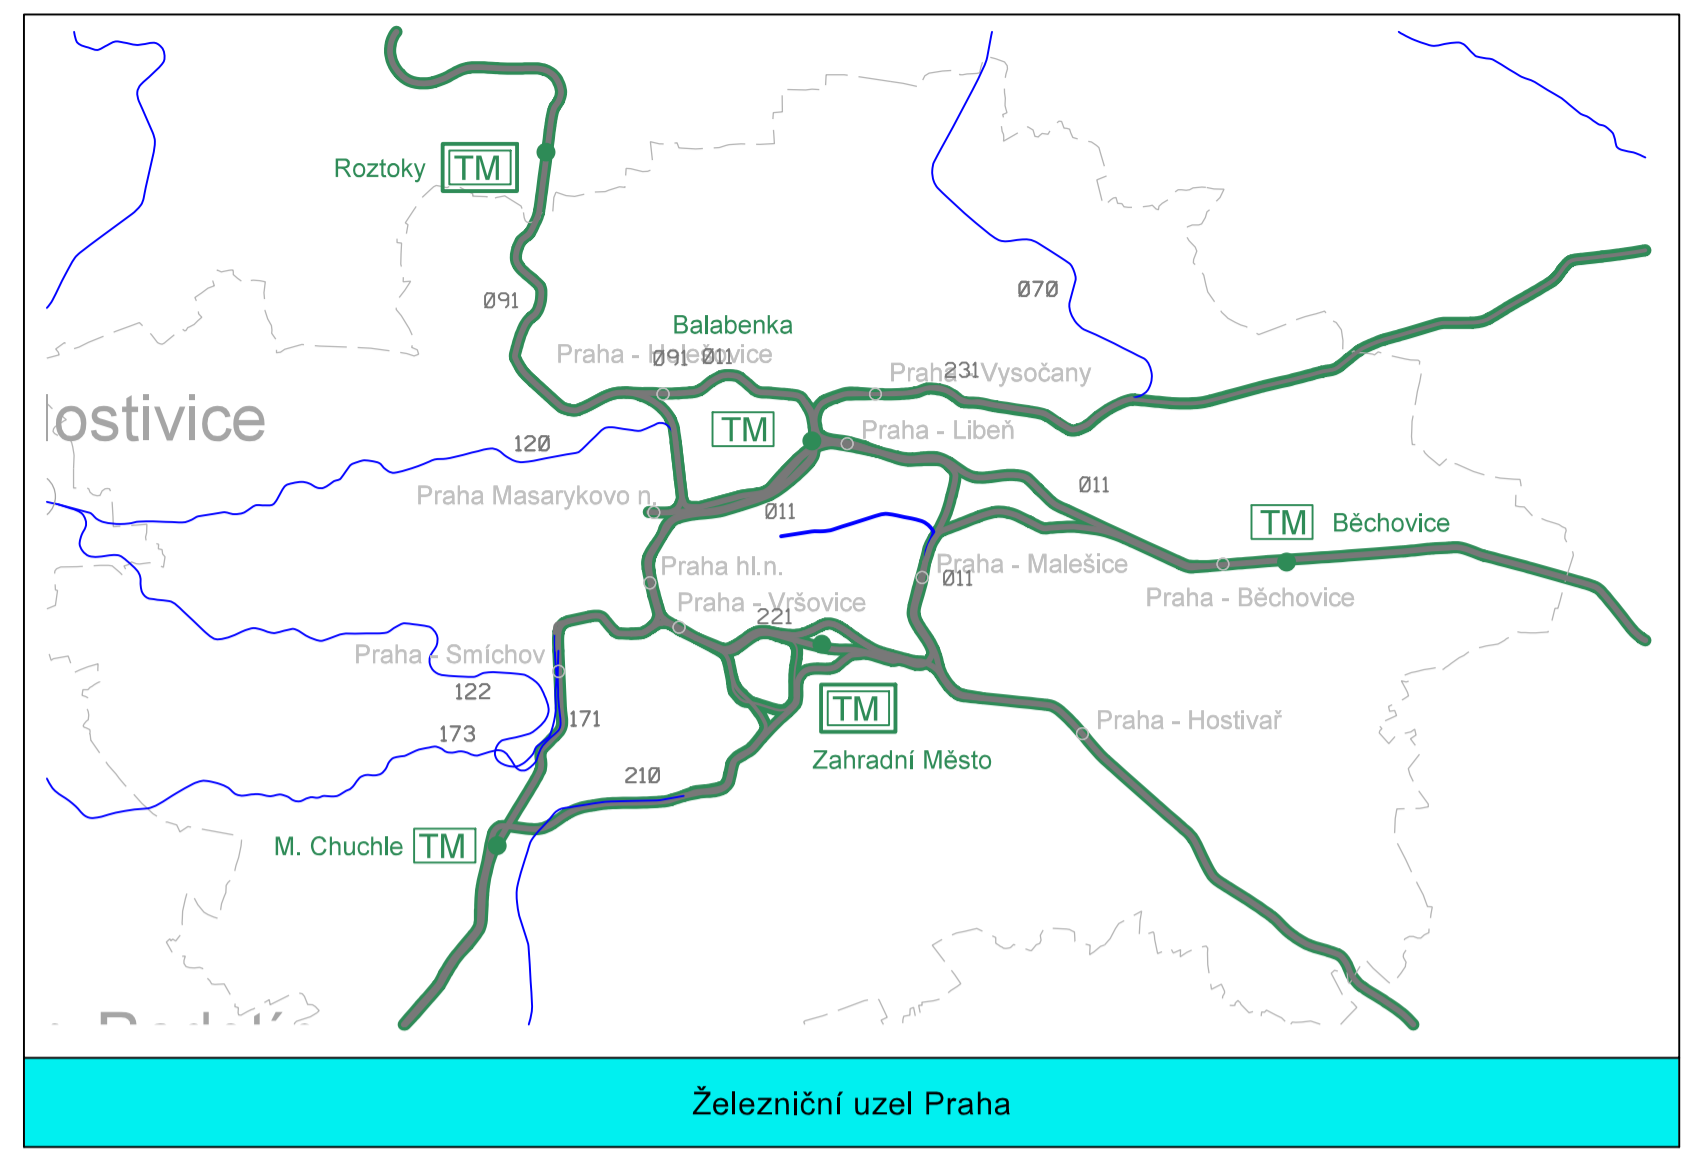 Roztoky
TM
091
070
Balabenka
Praha - Holešovice
091
011
231
Praha - Vysočany
ostivice
TM
Praha - Libeň
120
Praha Masarykovo n.
011
011
TM
Běchovice
Praha hl.n.
Praha - Malešice
011
Praha - Běchovice
Praha - Vršovice
221
Praha - Smíchov
122
173
171
TM
Praha - Hostivař
Zahradní Město
210
M. Chuchle
TM
Železniční uzel Praha